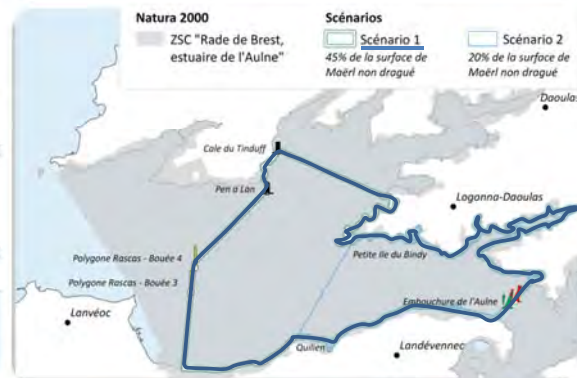 Natura 2000
ZSC "Rade de Brest,
estuaire de l'Aulne"
Scénarios
Scénario 1
45% de la surface de
Maërl non dragué
Scénario 2
20% de la surface de
Maërl non dragué
Daoulas
Cale du Tinduff
Pen a Lan
Logonna-Daoulas
Polygone Rascas - Bouée 4
Petite Ile du Bindy
Polygone Rascas - Bouée 3
Embouchure de l'Aulne
Lanvéoc
Quilien
Landévennec